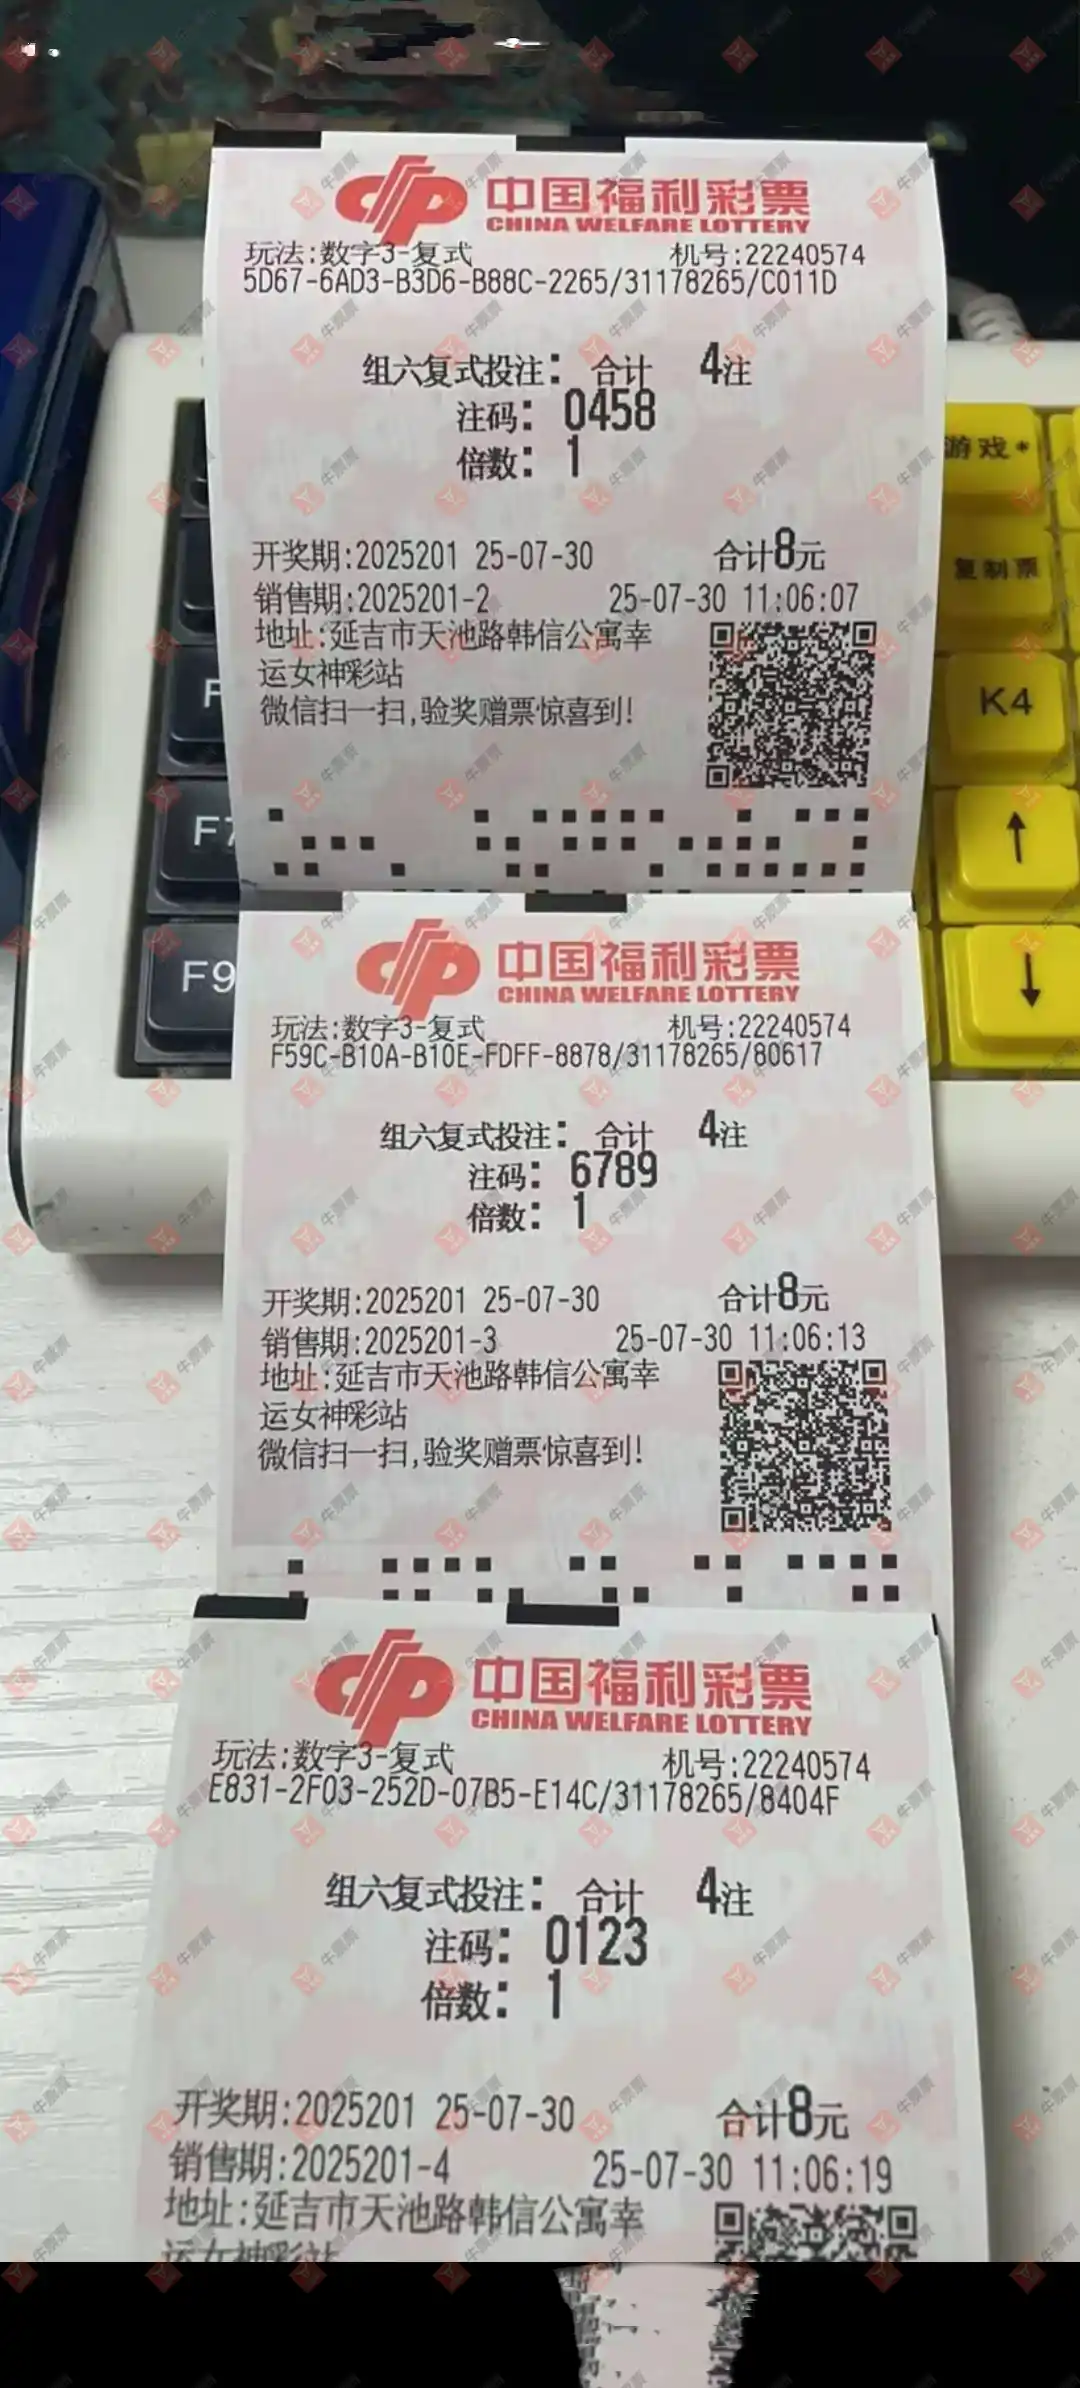 中国福利彩票
CHINA WELFARE LOTTERY
玩法:数字3-复式 机号:22240574
5D67-6AD3-B3D6-B88C-2265/31178265/C011D
组六复式投注: 合计 4注
注码: 0458
倍数: 1
开奖期:2025201 25-07-30 合计8元
销售期:2025201-2 25-07-30 11:06:07
地址:延吉市天池路韩信公寓幸
运女神彩站
微信扫一扫,验奖赠票惊喜到!
中国福利彩票
CHINA WELFARE LOTTERY
玩法:数字3-复式 机号:22240574
F59C-B10A-B10E-FDFF-8878/31178265/80617
组六复式投注: 合计 4注
注码: 6789
倍数: 1
开奖期:2025201 25-07-30 合计8元
销售期:2025201-3 25-07-30 11:06:13
地址:延吉市天池路韩信公寓幸
运女神彩站
微信扫一扫,验奖赠票惊喜到!
中国福利彩票
CHINA WELFARE LOTTERY
玩法:数字3-复式 机号:22240574
E831-2F03-252D-07B5-E14C/31178265/8404F
组六复式投注: 合计 4注
注码: 0123
倍数: 1
开奖期:2025201 25-07-30 合计8元
销售期:2025201-4 25-07-30 11:06:19
地址:延吉市天池路韩信公寓幸
运女神彩站
游戏*
复制票
K4
↑
↓
F7
F9
牛票票